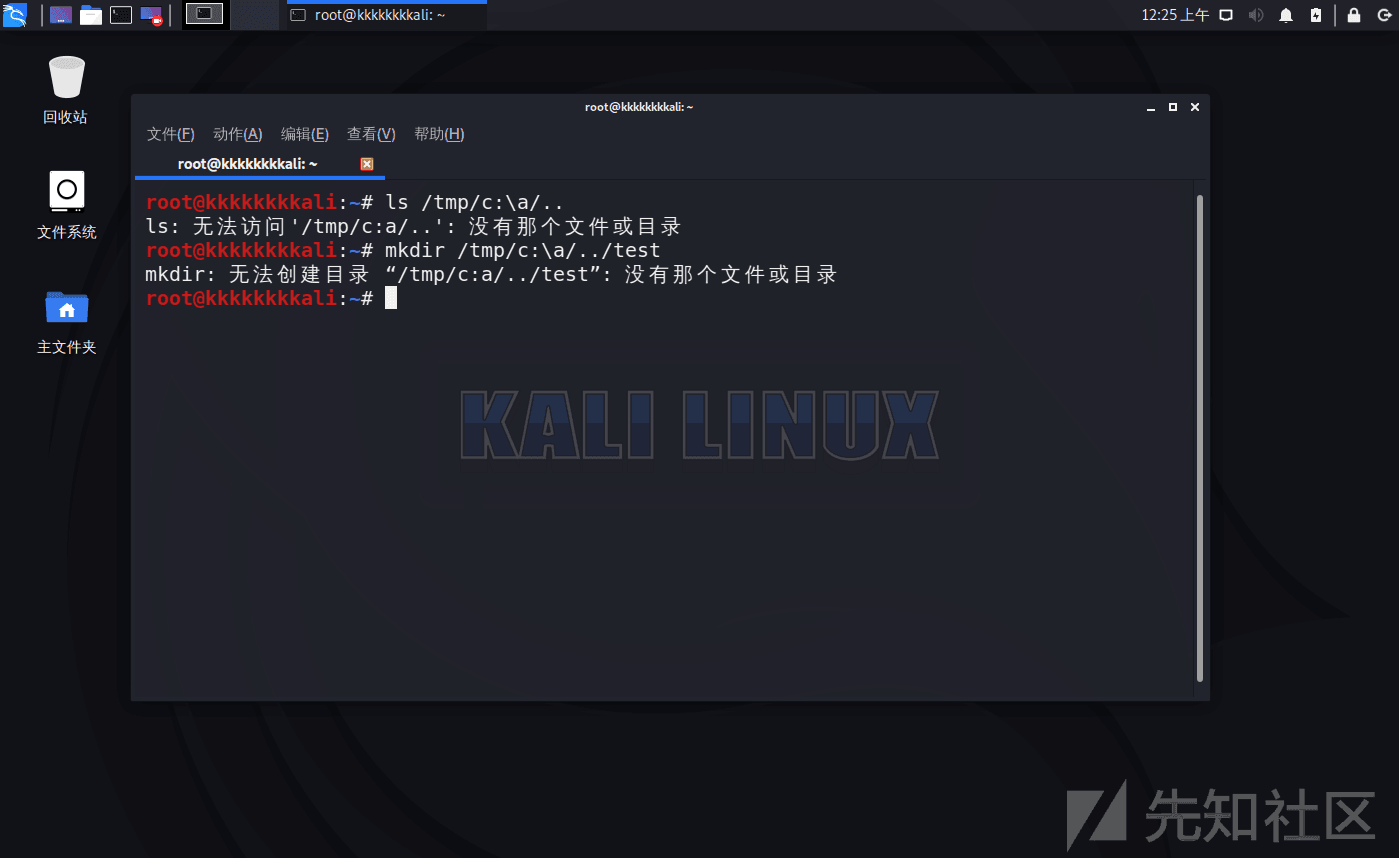 root@kkkkkkkkali: ~
12:25 上午
回收站
文件系统
主文件夹
root@kkkkkkkkali: ~
文件(F) 动作(A) 编辑(E) 查看(V) 帮助(H)
root@kkkkkkkkali: ~
root@kkkkkkkkali:~# ls /tmp/c:\a/..
ls: 无法访问'/tmp/c:a/..': 没有那个文件或目录
root@kkkkkkkkali:~# mkdir /tmp/c:\a/../test
mkdir: 无法创建目录 “/tmp/c:a/../test”: 没有那个文件或目录
root@kkkkkkkkali:~#
KALI LINUX
先知社区